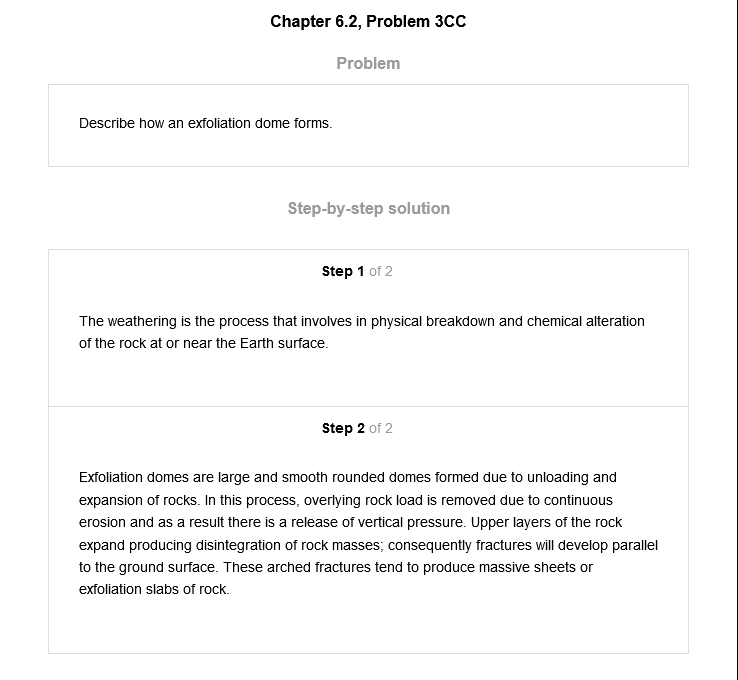 Chapter 6.2, Problem 3CC
Problem
Describe how an exfoliation dome forms.
Step-by-step solution
Step 1 of 2
The weathering is the process that involves in physical breakdown and chemical alteration
of the rock at or near the Earth surface.
Step 2 of 2
Exfoliation domes are large and smooth rounded domes formed due to unloading and
expansion of rocks. In this process, overlying rock load is removed due to continuous
erosion and as a result there is a release of vertical pressure. Upper layers of the rock
expand producing disintegration of rock masses; consequently fractures will develop parallel
to the ground surface. These arched fractures tend to produce massive sheets or
exfoliation slabs of rock.